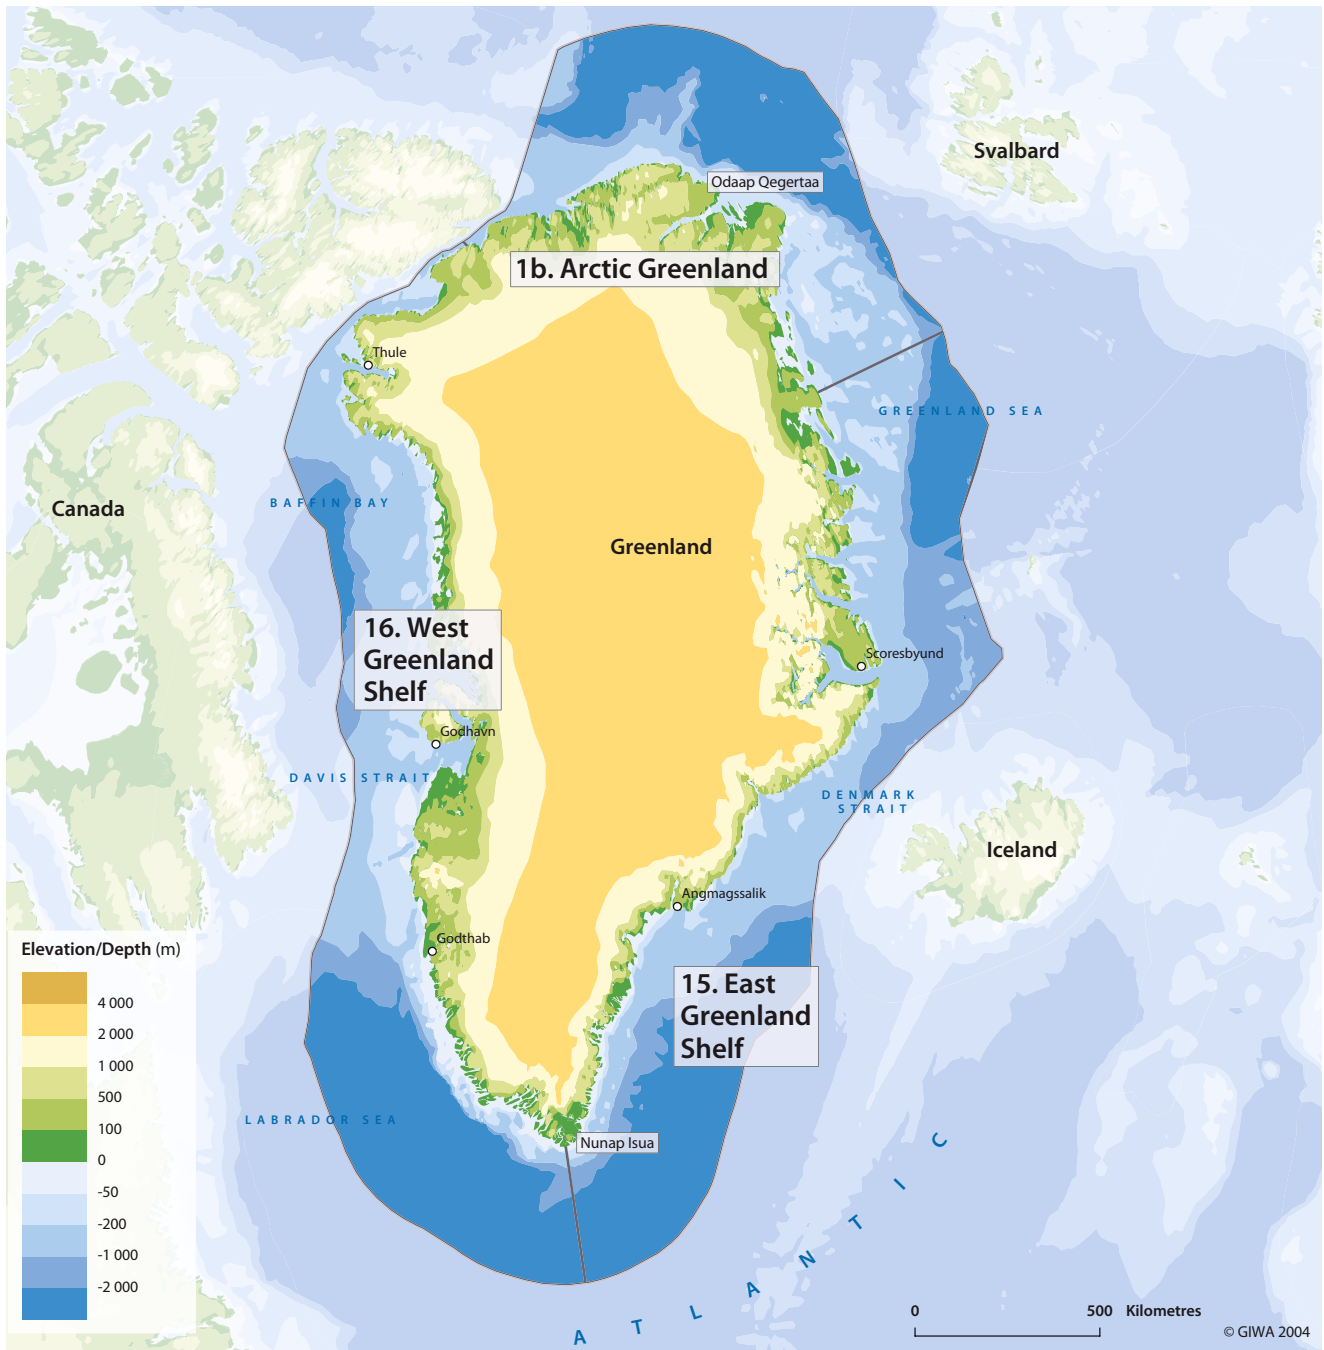 Svalbard
Odaap Qegertaa
1b. Arctic Greenland
Thule
GREENLAND SEA
BAFFIN BAY
Canada
Greenland
16. West
Greenland
Shelf
Scoresbyund
Godhavn
DAVIS STRAIT
DENMARK
STRAIT
Iceland
Angmagssalik
Godthab
Elevation/Depth (m)
4 000
2 000
1 000
500
100
0
-50
-200
-1 000
-2 000
15. East
Greenland
Shelf
LABRADOR SEA
Nunap Isua
ATLANTIC
0 500 Kilometres
© GIWA 2004